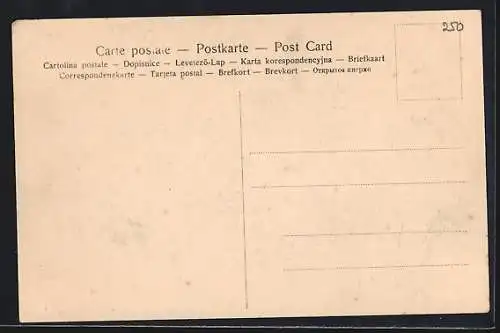 250
Carte postale — Postkarte — Post Card
Cartolina postale — Dopisnice — Levelező-Lap — Karta korespondencyjna — Briefkaart
Correspondenzkarte — Tarjeta postal — Brefkort — Brevkort — Открытое